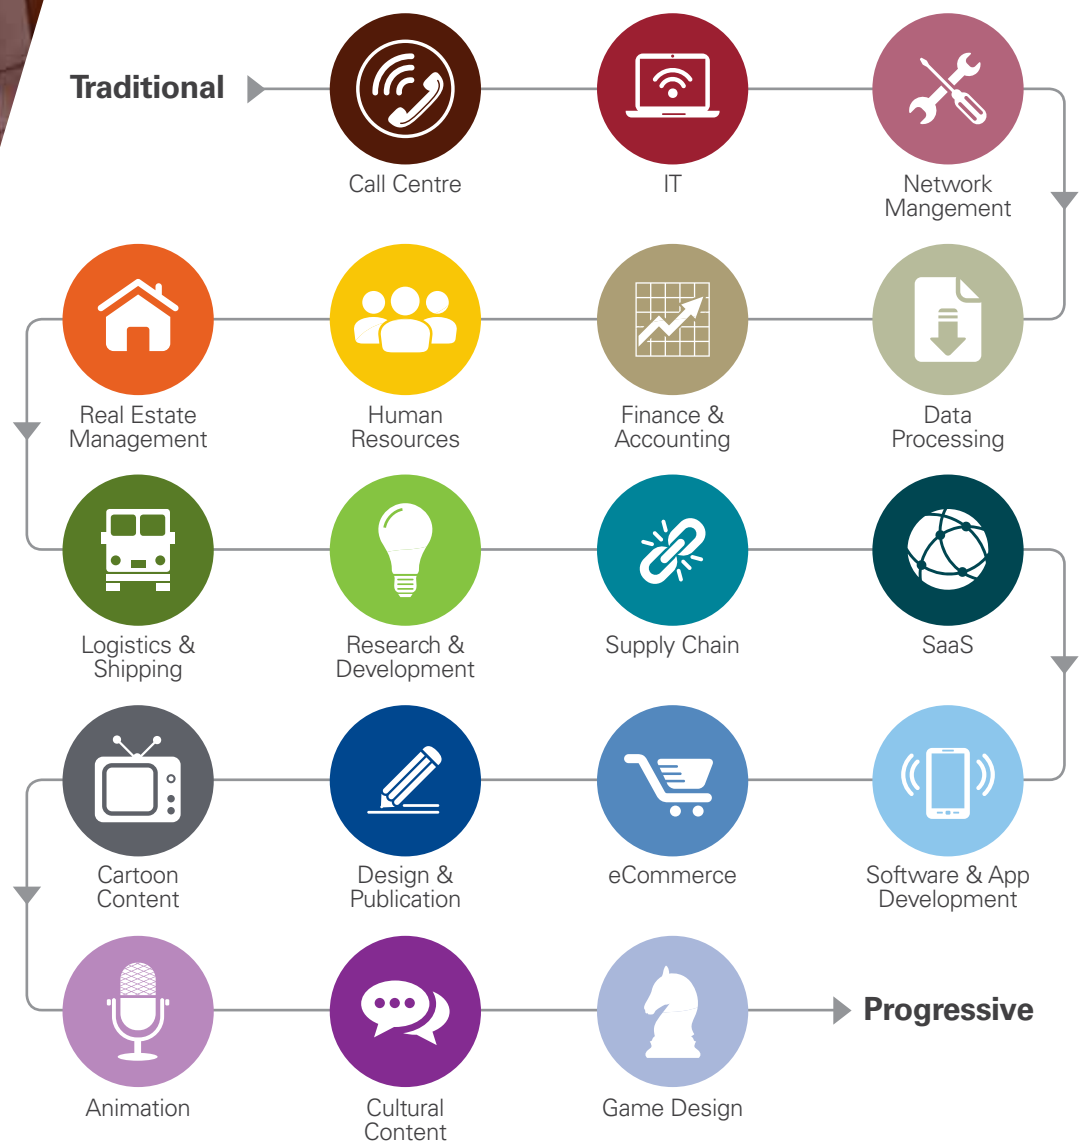 Traditional
Call Centre
IT
Network
Mangement
Real Estate
Management
Human
Resources
Finance &
Accounting
Data
Processing
Logistics &
Shipping
Research &
Development
Supply Chain
SaaS
Cartoon
Content
Design &
Publication
eCommerce
Software & App
Development
Progressive
Animation
Cultural
Content
Game Design